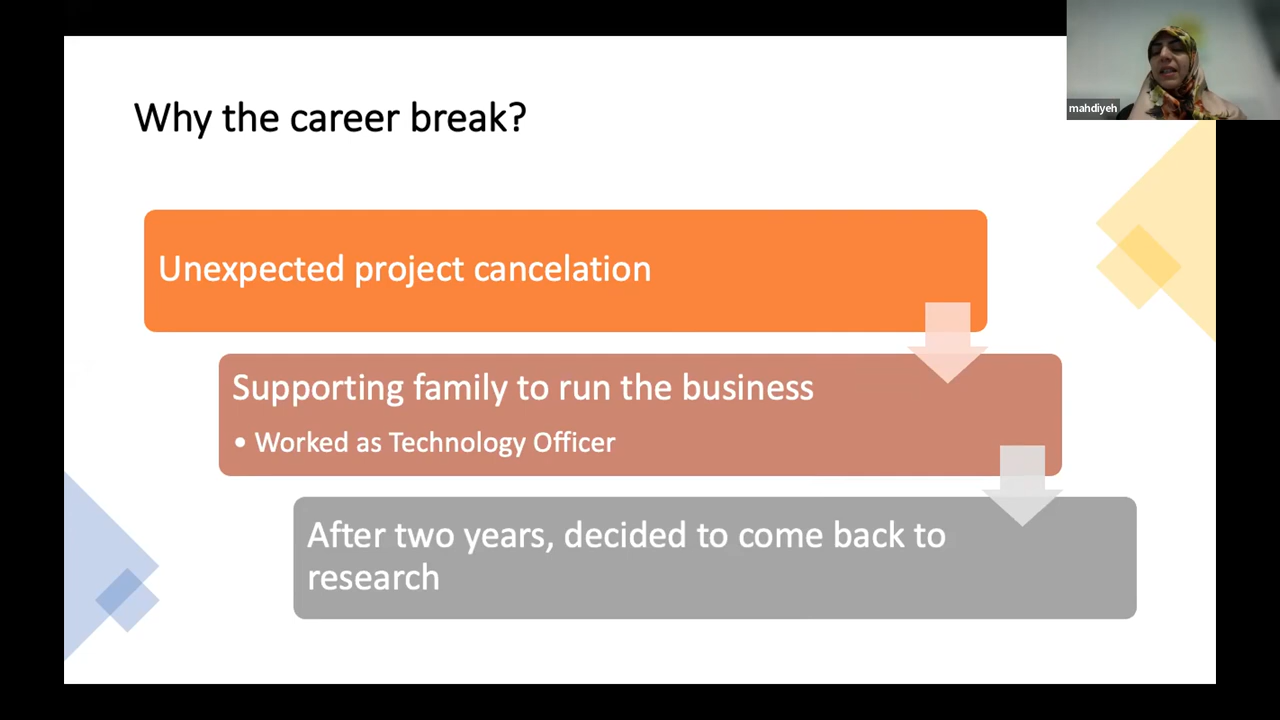 mahdiyeh
Why the career break?
Unexpected project cancelation
Supporting family to run the business
• Worked as Technology Officer
After two years, decided to come back to
research